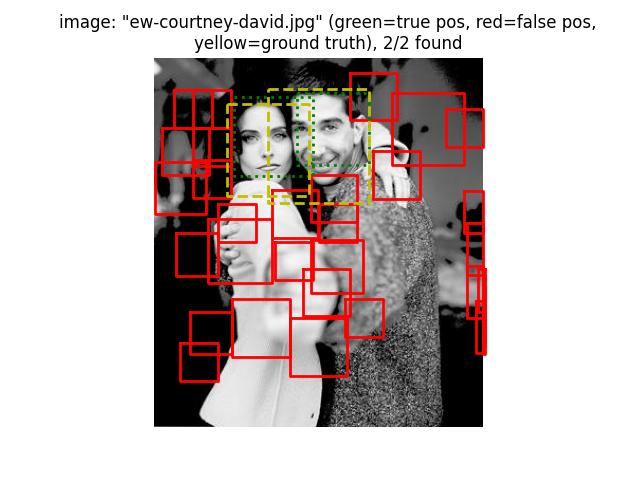 image: "ew-courtney-david.jpg" (green=true pos, red=false pos,
yellow=ground truth), 2/2 found